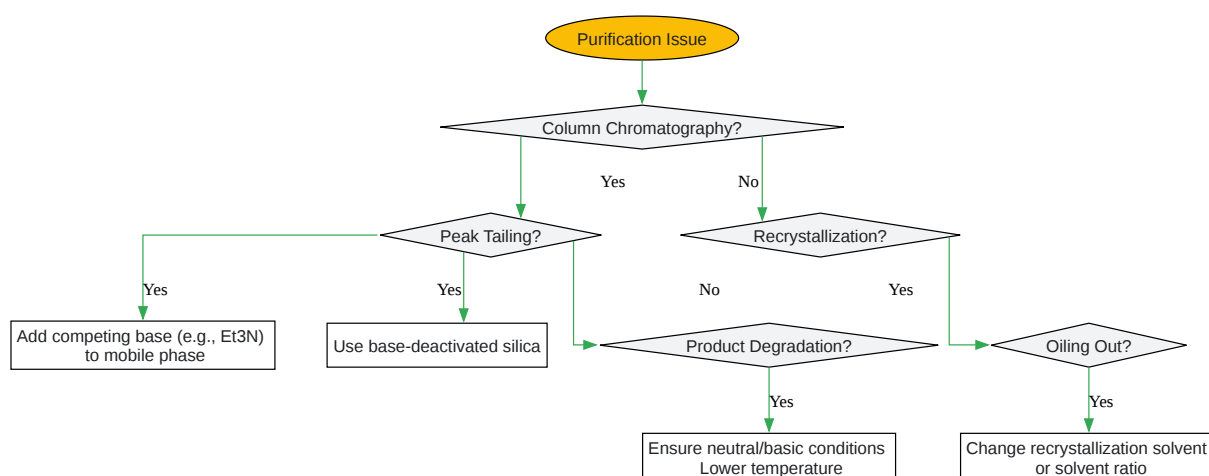 Purification Issue
Column Chromatography?
Yes
No
Peak Tailing?
Recrystallization?
Yes
Yes
No
Yes
Add competing base (e.g., Et3N)
to mobile phase
Use base-deactivated silica
Product Degradation?
Oiling Out?
Yes
Yes
Ensure neutral/basic conditions
Lower temperature
Change recrystallization solvent
or solvent ratio